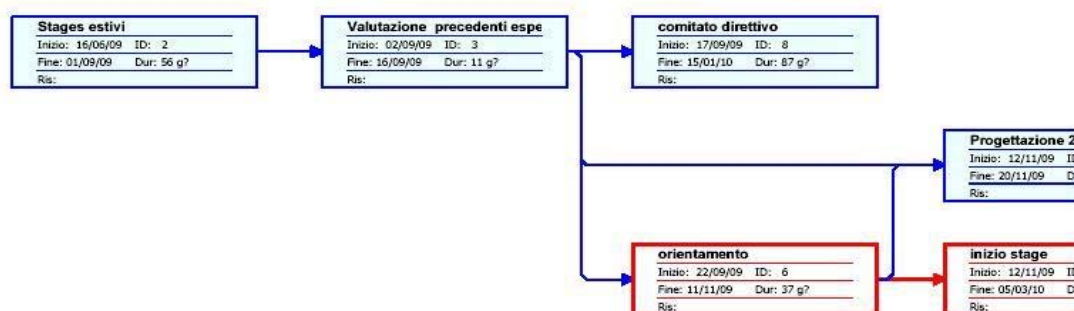 Stages estivi
Inizio: 16/06/09 ID: 2
Fine: 01/09/09 Dur: 56 g?
Ris:
Valutazione precedenti espe
Inizio: 02/09/09 ID: 3
Fine: 16/09/09 Dur: 11 g?
Ris:
comitato direttivo
Inizio: 17/09/09 ID: 8
Fine: 15/01/10 Dur: 87 g?
Ris:
Progettazione 2
Inizio: 12/11/09 ID
Fine: 20/11/09 D
Ris:
orientamento
Inizio: 22/09/09 ID: 6
Fine: 11/11/09 Dur: 37 g?
Ris:
inizio stage
Inizio: 12/11/09 ID
Fine: 05/03/10 D
Ris: